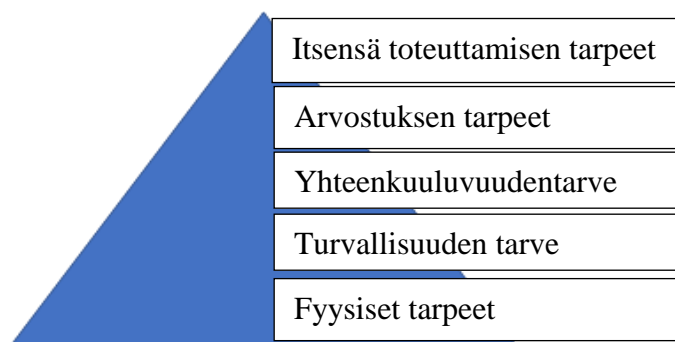 Itsensä toteuttamisen tarpeet
Arvostuksen tarpeet
Yhteenkuuluvuudentarve
Turvallisuuden tarve
Fyysiset tarpeet